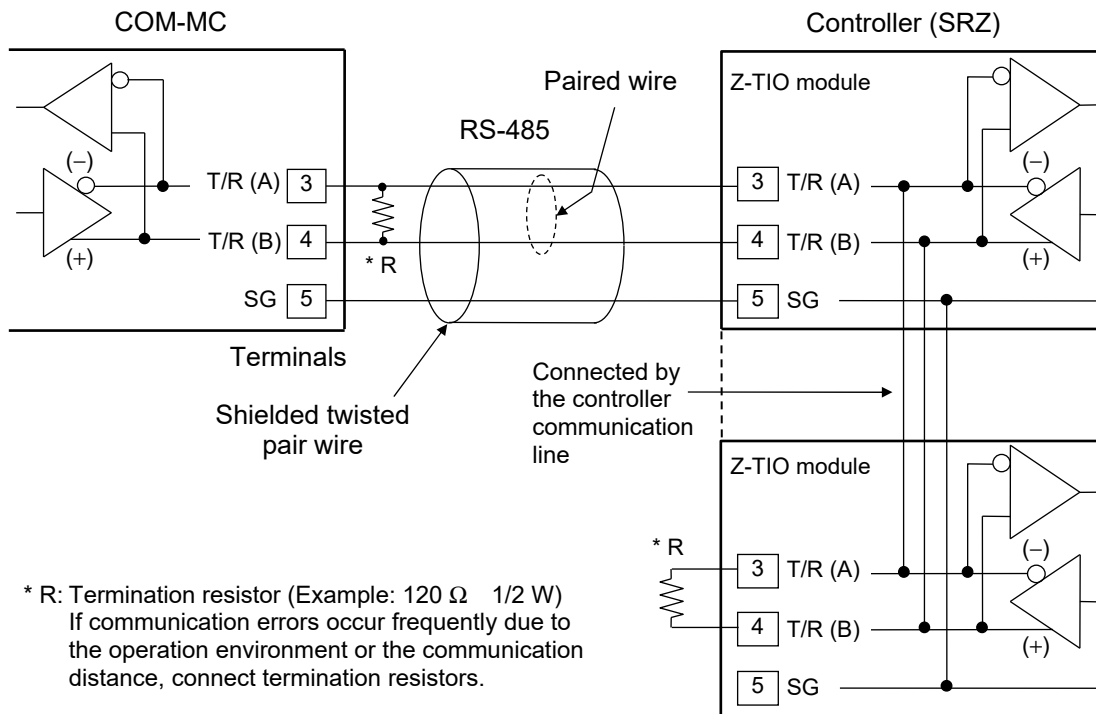 COM-MC
Controller (SRZ)
Paired wire
Z-TIO module
RS-485
(−)
T/R (A) 3
3 T/R (A)
(−)
T/R (B) 4
4 T/R (B)
(+)
* R
(+)
SG 5
5 SG
Terminals
Shielded twisted
pair wire
Connected by
the controller
communication
line
Z-TIO module
* R
(−)
3 T/R (A)
4 T/R (B)
(+)
5 SG
* R: Termination resistor (Example: 120 Ω 1/2 W)
If communication errors occur frequently due to
the operation environment or the communication
distance, connect termination resistors.